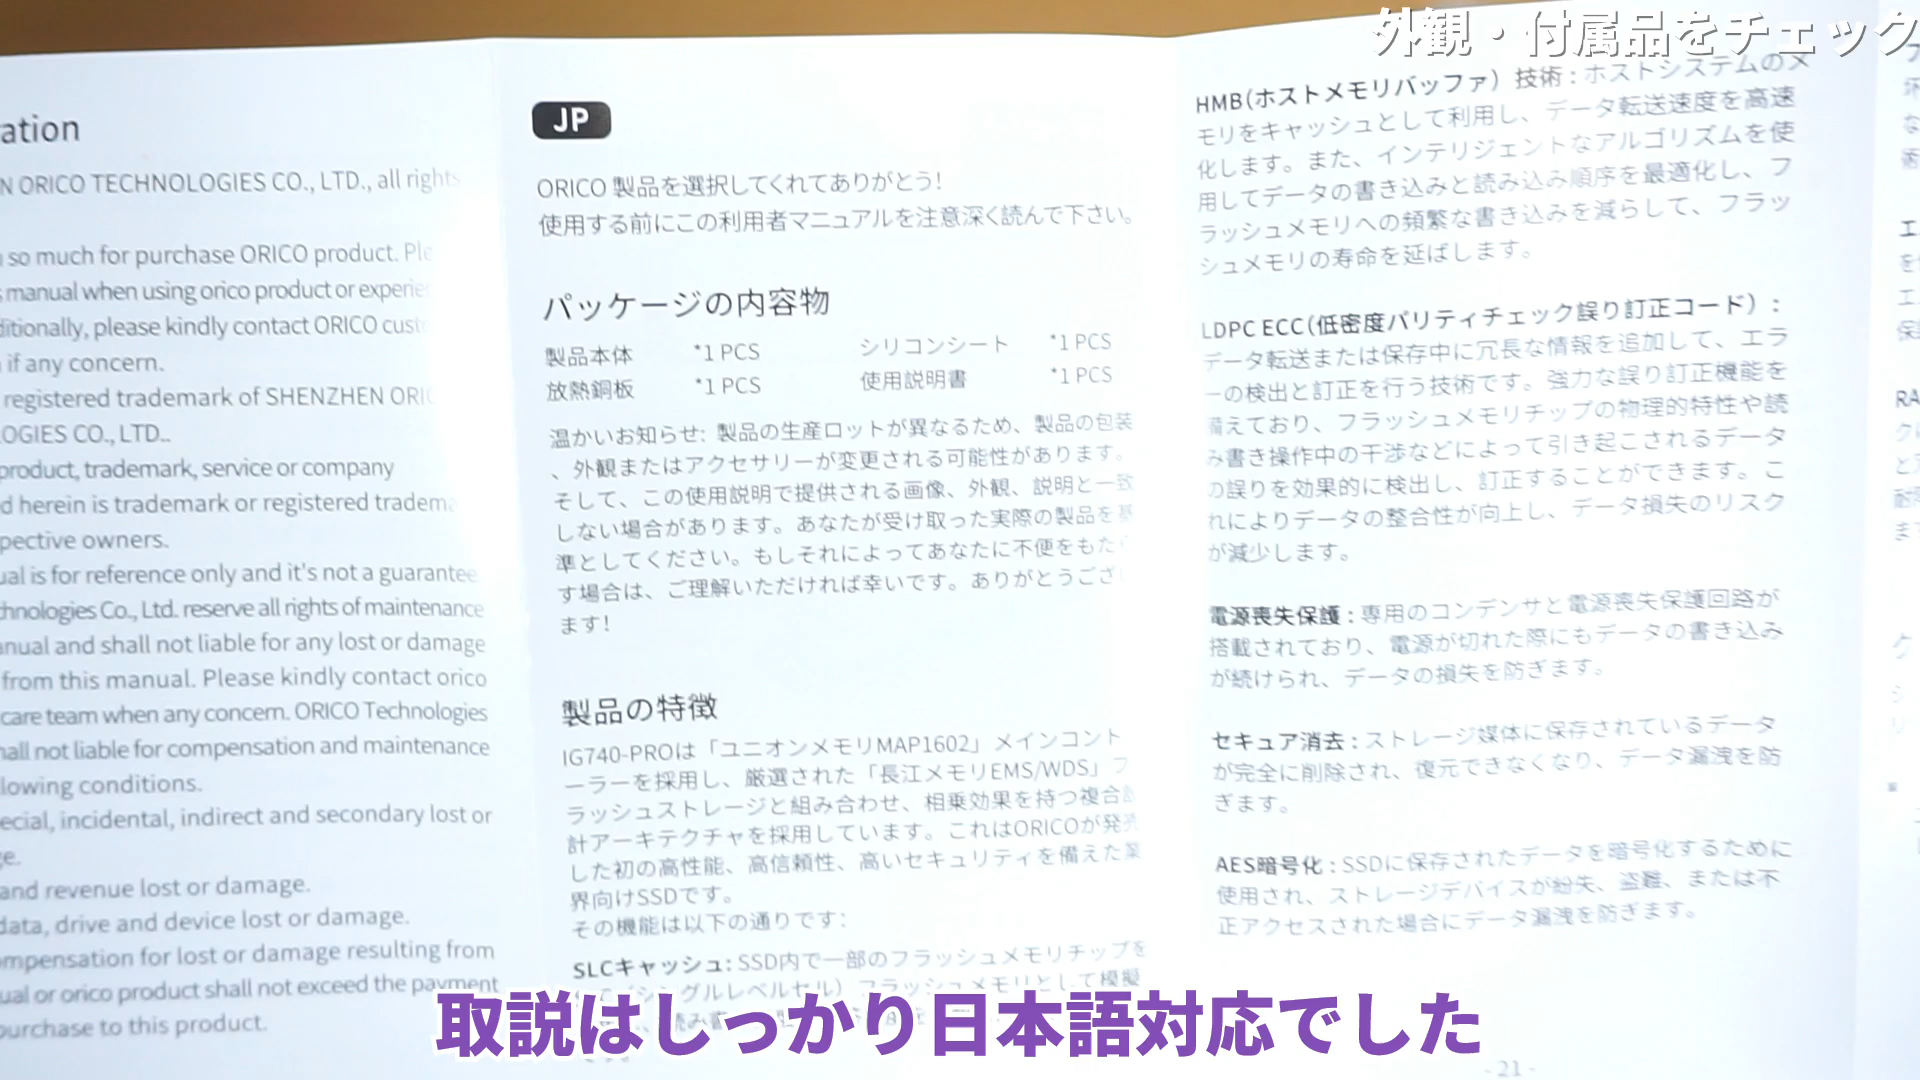 外観・付属品をチェック
ation
N ORICO TECHNOLOGIES CO., LTD., all rights
so much for purchase ORICO product.
manual when using orico product or
ditionally, please kindly contact ORICO
if any concern.
registered trademark of SHENZHEN
OGIES CO., LTD..
product, trademark, service or company
d herein is trademark or registered
pective owners.
ual is for reference only and it's not a guarantee
chnologies Co., Ltd. reserve all rights of maintenance
anual and shall not liable for any lost or damage
from this manual. Please kindly contact orico
care team when any concern. ORICO Technologies
hall not liable for compensation and maintenance
lowing conditions.
ecial, incidental, indirect and secondary lost or
ge.
and revenue lost or damage.
data, drive and device lost or damage.
mpensation for lost or damage resulting from
ual or orico product shall not exceed the payment
purchase to this product.
JP
ORICO 製品を選択してくれてありがとう!
使用する前にこの利用者マニュアルを注意深く読んで下さい。
パッケージの内容物
製品本体 *1 PCS シリコンシート *1 PCS
放熱銅板 *1 PCS 使用説明書 *1 PCS
温かいお知らせ: 製品の生産ロットが異なるため、製品の包装
、外観またはアクセサリーが変更される可能性があります。
そして、この使用説明で提供される画像、外観、説明と一致
しない場合があります。あなたが受け取った実際の製品を基
準としてください。もしそれによってあなたに不便をもたら
す場合は、ご理解いただければ幸いです。ありがとうござい
ます!
製品の特徴
IG740-PROは「ユニオンメモリMAP1602」メインコント
ーラーを採用し、厳選された「長江メモリEMS/WDS」フ
ラッシュストレージと組み合わせ、相乗効果を持つ複合設
計アーキテクチャを採用しています。これはORICOが発売
した初の高性能、高信頼性、高いセキュリティを備えた業
界向けSSDです。
その機能は以下の通りです:
SLCキャッシュ: SSD内で一部のフラッシュメモリチップを
(シングルレベルセル)フラッシュメモリとして模擬
HMB(ホストメモリバッファ）技術 : ホストシステムのメ
モリをキャッシュとして利用し、データ転送速度を高速
化します。また、インテリジェントなアルゴリズムを使
用してデータの書き込みと読み込み順序を最適化し、フ
ラッシュメモリへの頻繁な書き込みを減らして、フラッ
シュメモリの寿命を延ばします。
LDPC ECC(低密度パリティチェック誤り訂正コード）:
データ転送または保存中に冗長な情報を追加して、エラ
ーの検出と訂正を行う技術です。強力な誤り訂正機能を
備えており、フラッシュメモリチップの物理的特性や読
み書き操作中の干渉などによって引き起こされるデータ
の誤りを効果的に検出し、訂正することができます。こ
れによりデータの整合性が向上し、データ損失のリスク
が減少します。
電源喪失保護 : 専用のコンデンサと電源喪失保護回路が
搭載されており、電源が切れた際にもデータの書き込み
が続けられ、データの損失を防ぎます。
セキュア消去 : ストレージ媒体に保存されているデータ
が完全に削除され、復元できなくなり、データ漏洩を防
ぎます。
AES暗号化 : SSDに保存されたデータを暗号化するために
使用され、ストレージデバイスが紛失、盗難、または不
正アクセスされた場合にデータ漏洩を防ぎます。
- 21 -
取説はしっかり日本語対応でした